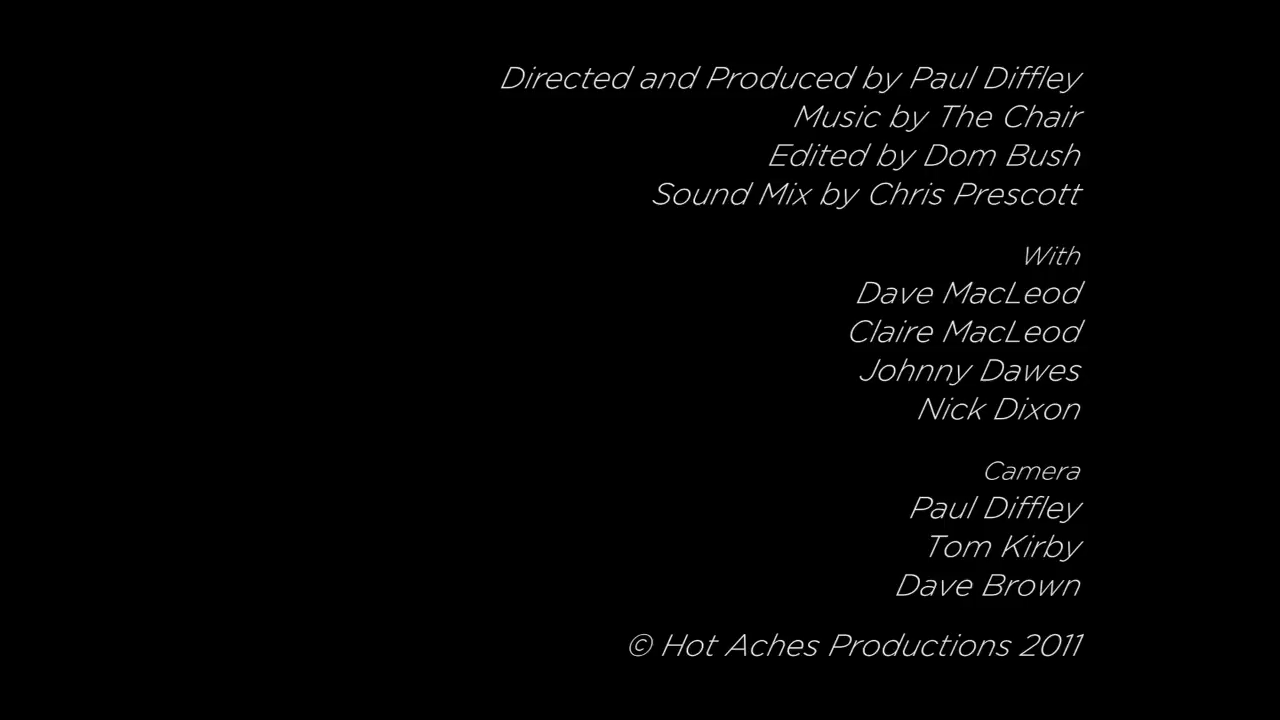 Directed and Produced by Paul Diffley
Music by The Chair
Edited by Dom Bush
Sound Mix by Chris Prescott
With
Dave MacLeod
Claire MacLeod
Johnny Dawes
Nick Dixon
Camera
Paul Diffley
Tom Kirby
Dave Brown
© Hot Aches Productions 2011